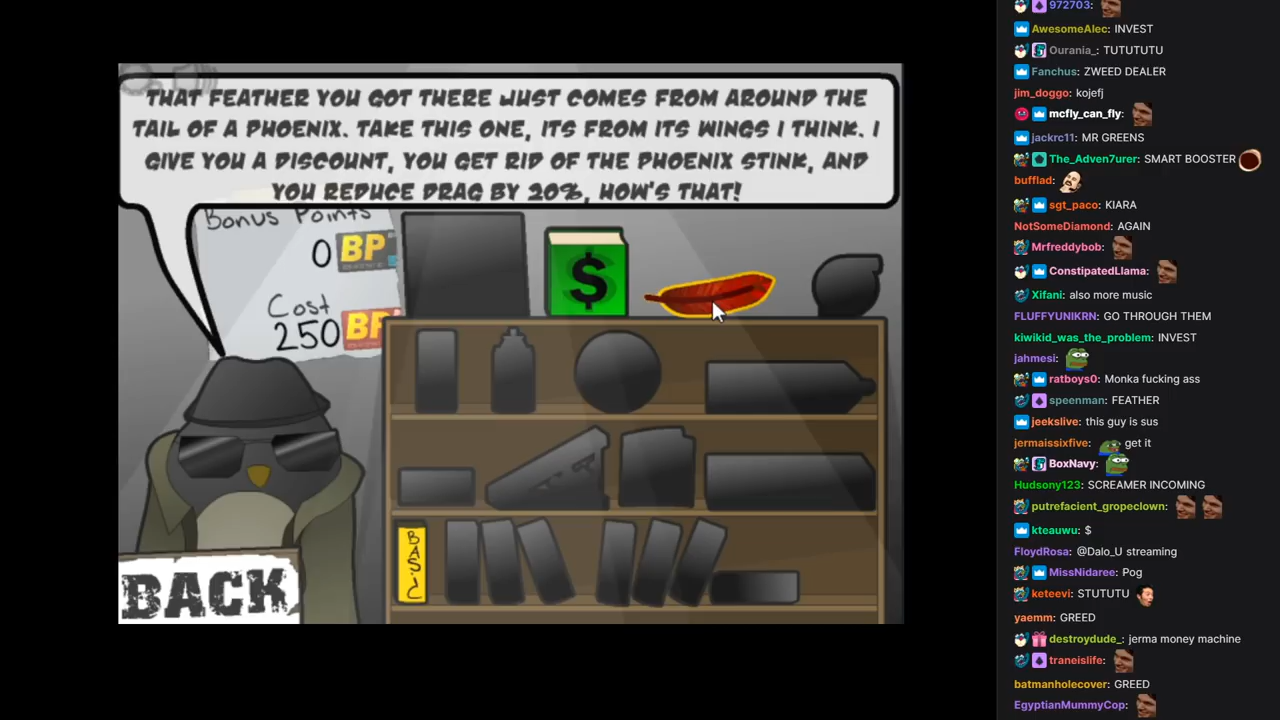 THAT FEATHER YOU GOT THERE JUST COMES FROM AROUND THE
TAIL OF A PHOENIX. TAKE THIS ONE, ITS FROM ITS WINGS I THINK. I
GIVE YOU A DISCOUNT, YOU GET RID OF THE PHOENIX STINK, AND
YOU REDUCE DRAG BY 20%, HOW'S THAT!
Bonus Points
0 BP
Cost
250 BP
$
BASIC
BACK
972703:
AwesomeAlec: INVEST
Ourania_: TUTUTUTU
Fanchus: ZWEED DEALER
jim_doggo: kojefj
mcfly_can_fly:
jackrc11: MR GREENS
The_Adven7urer: SMART BOOSTER
bufflad:
sgt_paco: KIARA
NotSomeDiamond: AGAIN
Mrfreddybob:
ConstipatedLlama:
Xifani: also more music
FLUFFYUNIKRN: GO THROUGH THEM
kiwikid_was_the_problem: INVEST
jahmesi:
ratboys0: Monka fucking ass
speenman: FEATHER
jeekslive: this guy is sus
jermaissixfive: get it
BoxNavy:
Hudsony123: SCREAMER INCOMING
putrefacient_gropeclown:
kteauwu: $
FloydRosa: @Dalo_U streaming
MissNidaree: Pog
keteevi: STUTUTU
yaemm: GREED
destroydude_: jerma money machine
traneislife:
batmanholecover: GREED
EgyptianMummyCop: